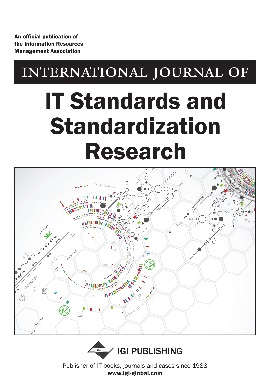 An official publication of
the Information Resources
Management Association
INTERNATIONAL JOURNAL OF
IT Standards and
Standardization
Research
IGI PUBLISHING
Publisher of IT books, journals and cases since 1988
www.igi-global.com